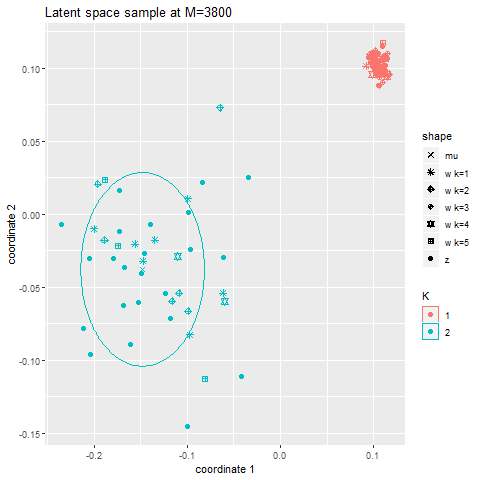 Latent space sample at M=3800
0.10
0.05
0.00
-0.05
-0.10
-0.15
coordinate 2
-0.2
-0.1
0.0
0.1
coordinate 1
shape
mu
w k=1
w k=2
w k=3
w k=4
w k=5
z
K
1
2